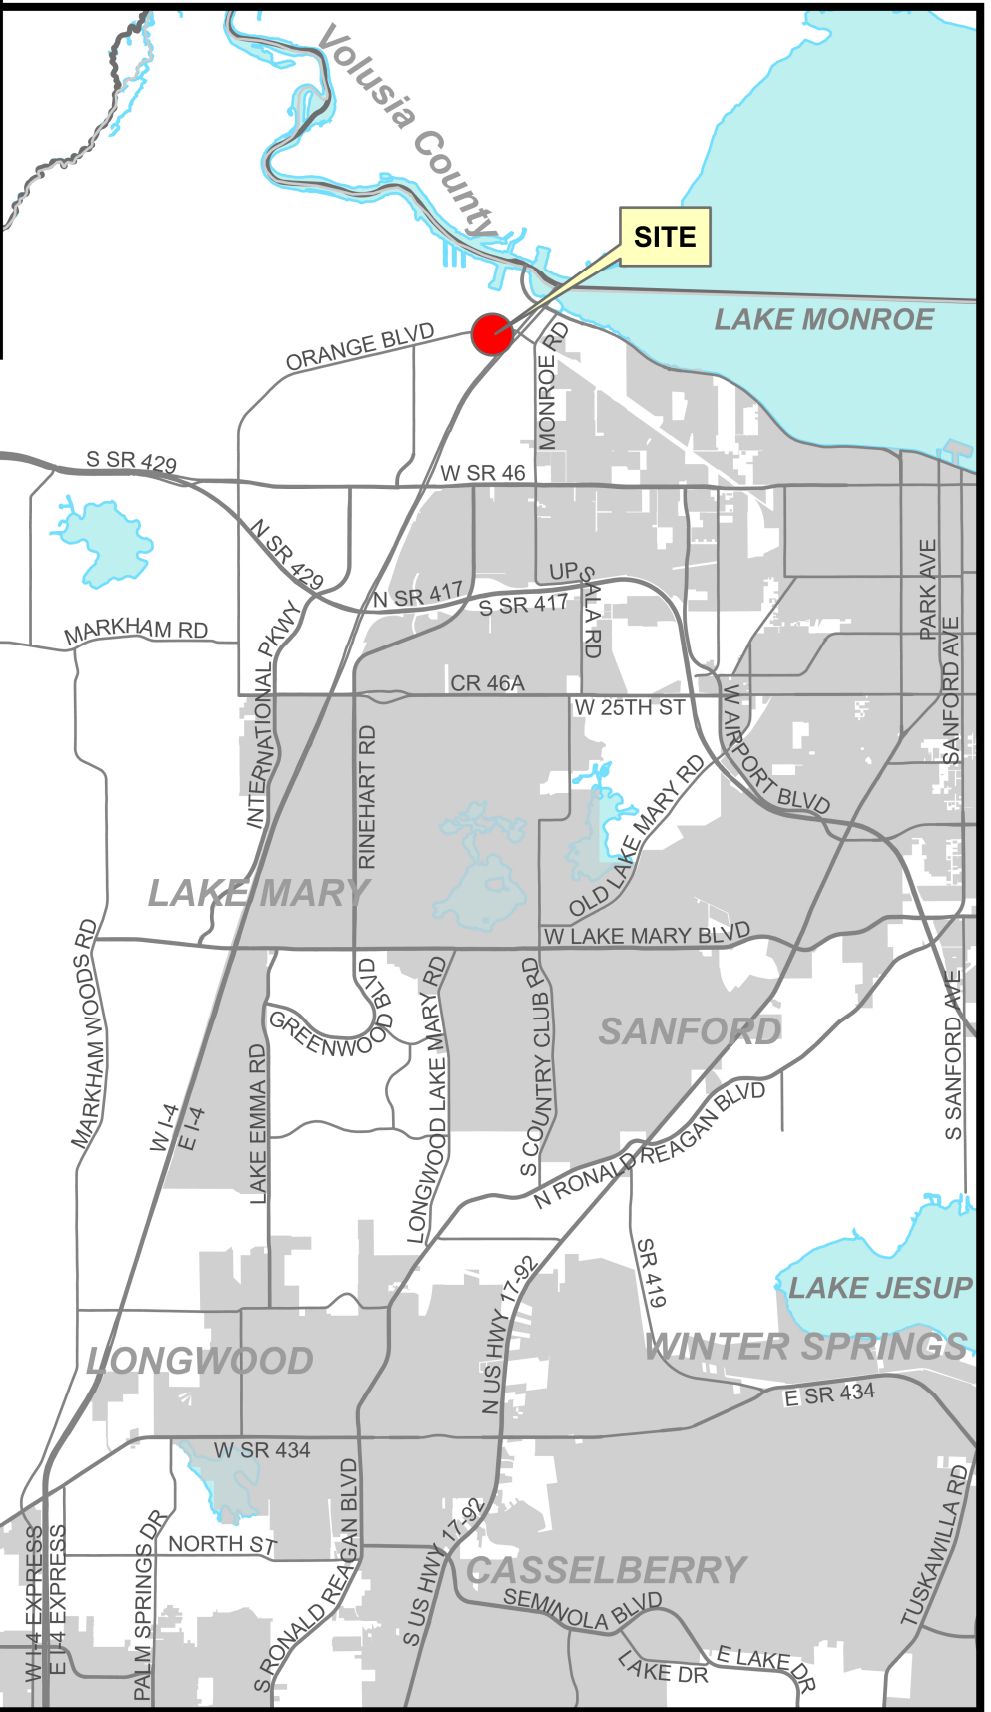 Volusia County
SITE
LAKE MONROE
ORANGE BLVD
MONROE RD
S SR 429
W SR 46
N SR 429
N SR 417
S SR 417
UPSALA RD
PARK AVE
MARKHAM RD
INTERNATIONAL PKWY
CR 46A
W 25TH ST
SANFORD AVE
RINEHART RD
W AIRPORT BLVD
OLD LAKE MARY RD
LAKE MARY
W LAKE MARY BLVD
MARKHAM WOODS RD
GREENWOOD BLVD
LONGWOOD LAKE MARY RD
S COUNTRY CLUB RD
SANFORD
S SANFORD AVE
LAKE EMMA RD
W I-4
E I-4
N RONALD REAGAN BLVD
SR 419
LAKE JESUP
N US HWY 17-92
WINTER SPRINGS
LONGWOOD
E SR 434
W SR 434
TUSKAWILLA RD
W I-4 EXPRESS
E I-4 EXPRESS
PALM SPRINGS DR
NORTH ST
S RONALD REAGAN BLVD
S US HWY 17-92
CASSELBERRY
SEMINOLA BLVD
LAKE DR
E LAKE DR